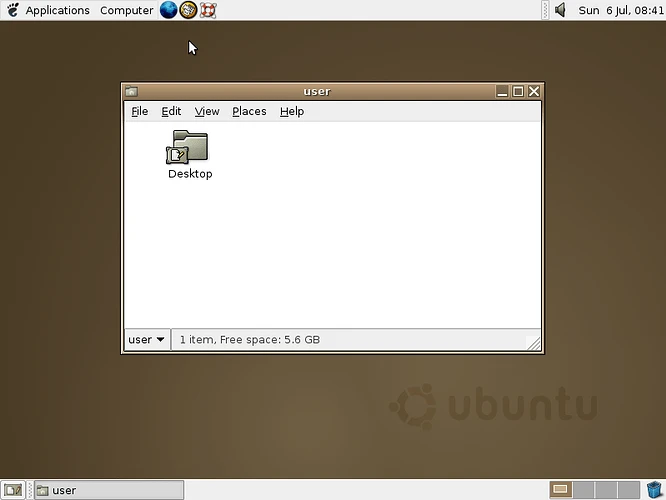 Applications Computer Sun 6 Jul, 08:41
user
File Edit View Places Help
Desktop
user 1 item, Free space: 5.6 GB
ubuntu
user